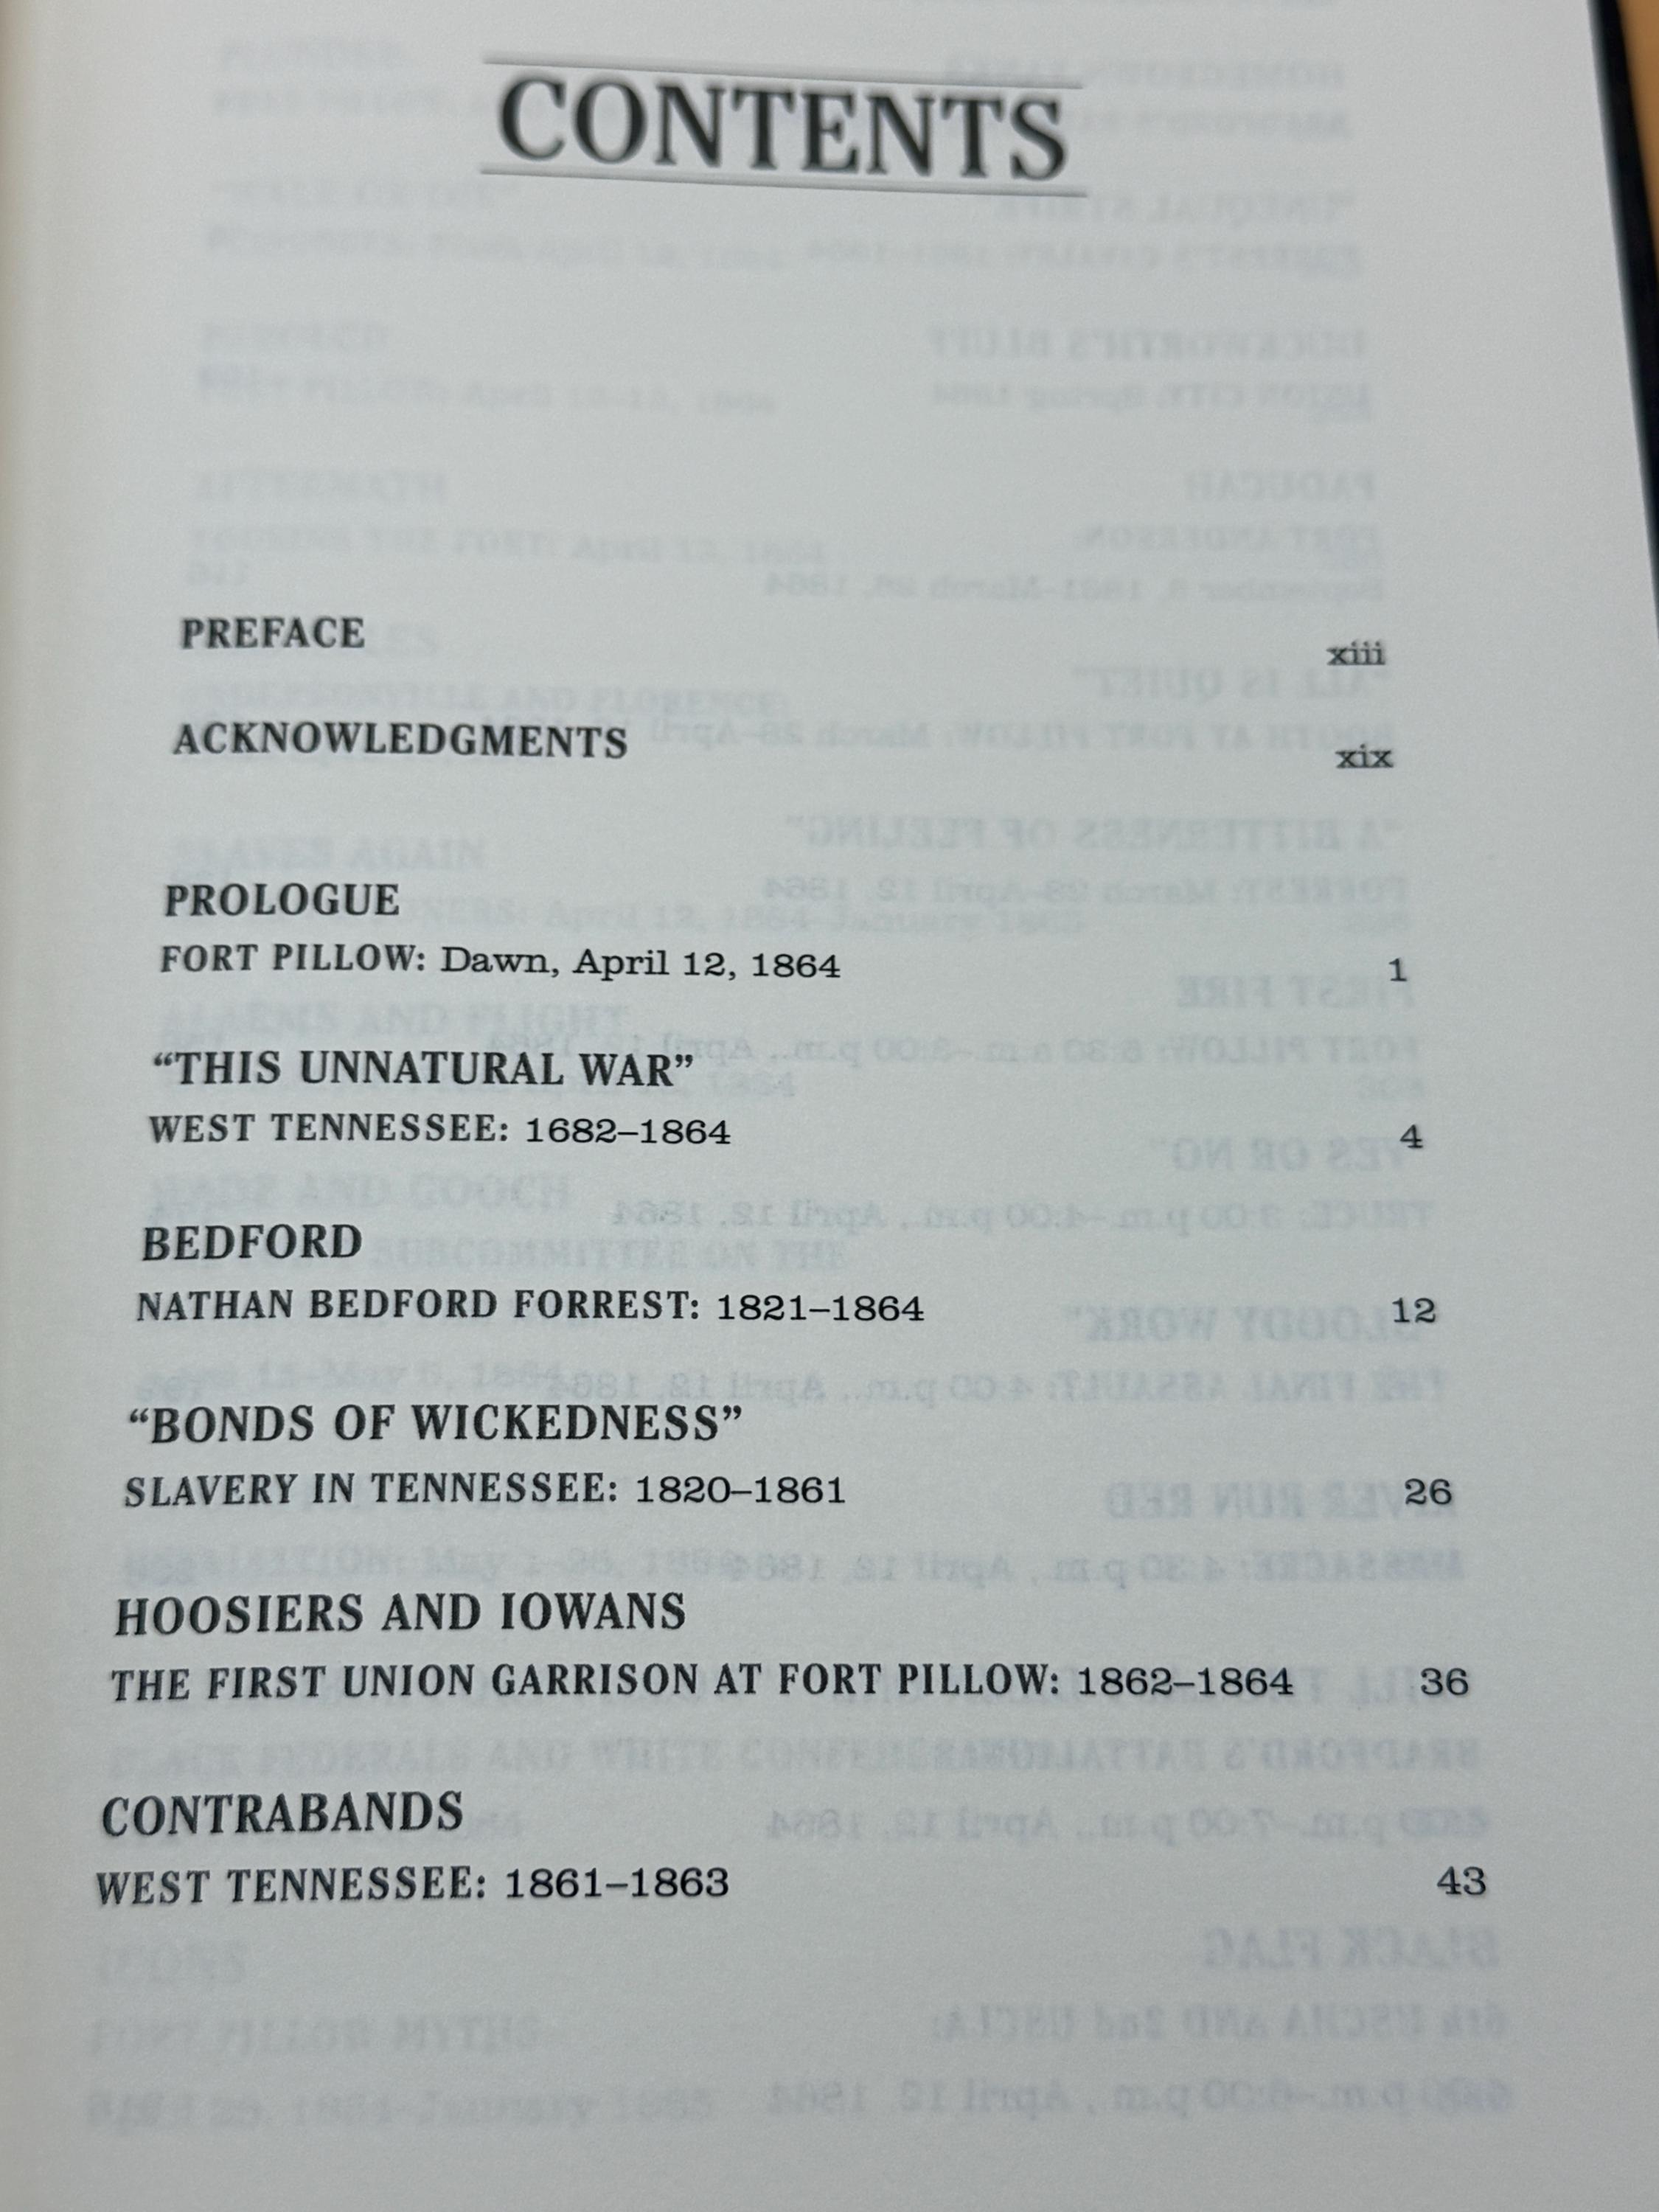 CONTENTS
PREFACE xiii
ACKNOWLEDGMENTS xix
PROLOGUE
FORT PILLOW: Dawn, April 12, 1864 1
“THIS UNNATURAL WAR”
WEST TENNESSEE: 1682–1864 4
BEDFORD
NATHAN BEDFORD FORREST: 1821–1864 12
“BONDS OF WICKEDNESS”
SLAVERY IN TENNESSEE: 1820–1861 26
HOOSIERS AND IOWANS
THE FIRST UNION GARRISON AT FORT PILLOW: 1862–1864 36
CONTRABANDS
WEST TENNESSEE: 1861–1863 43